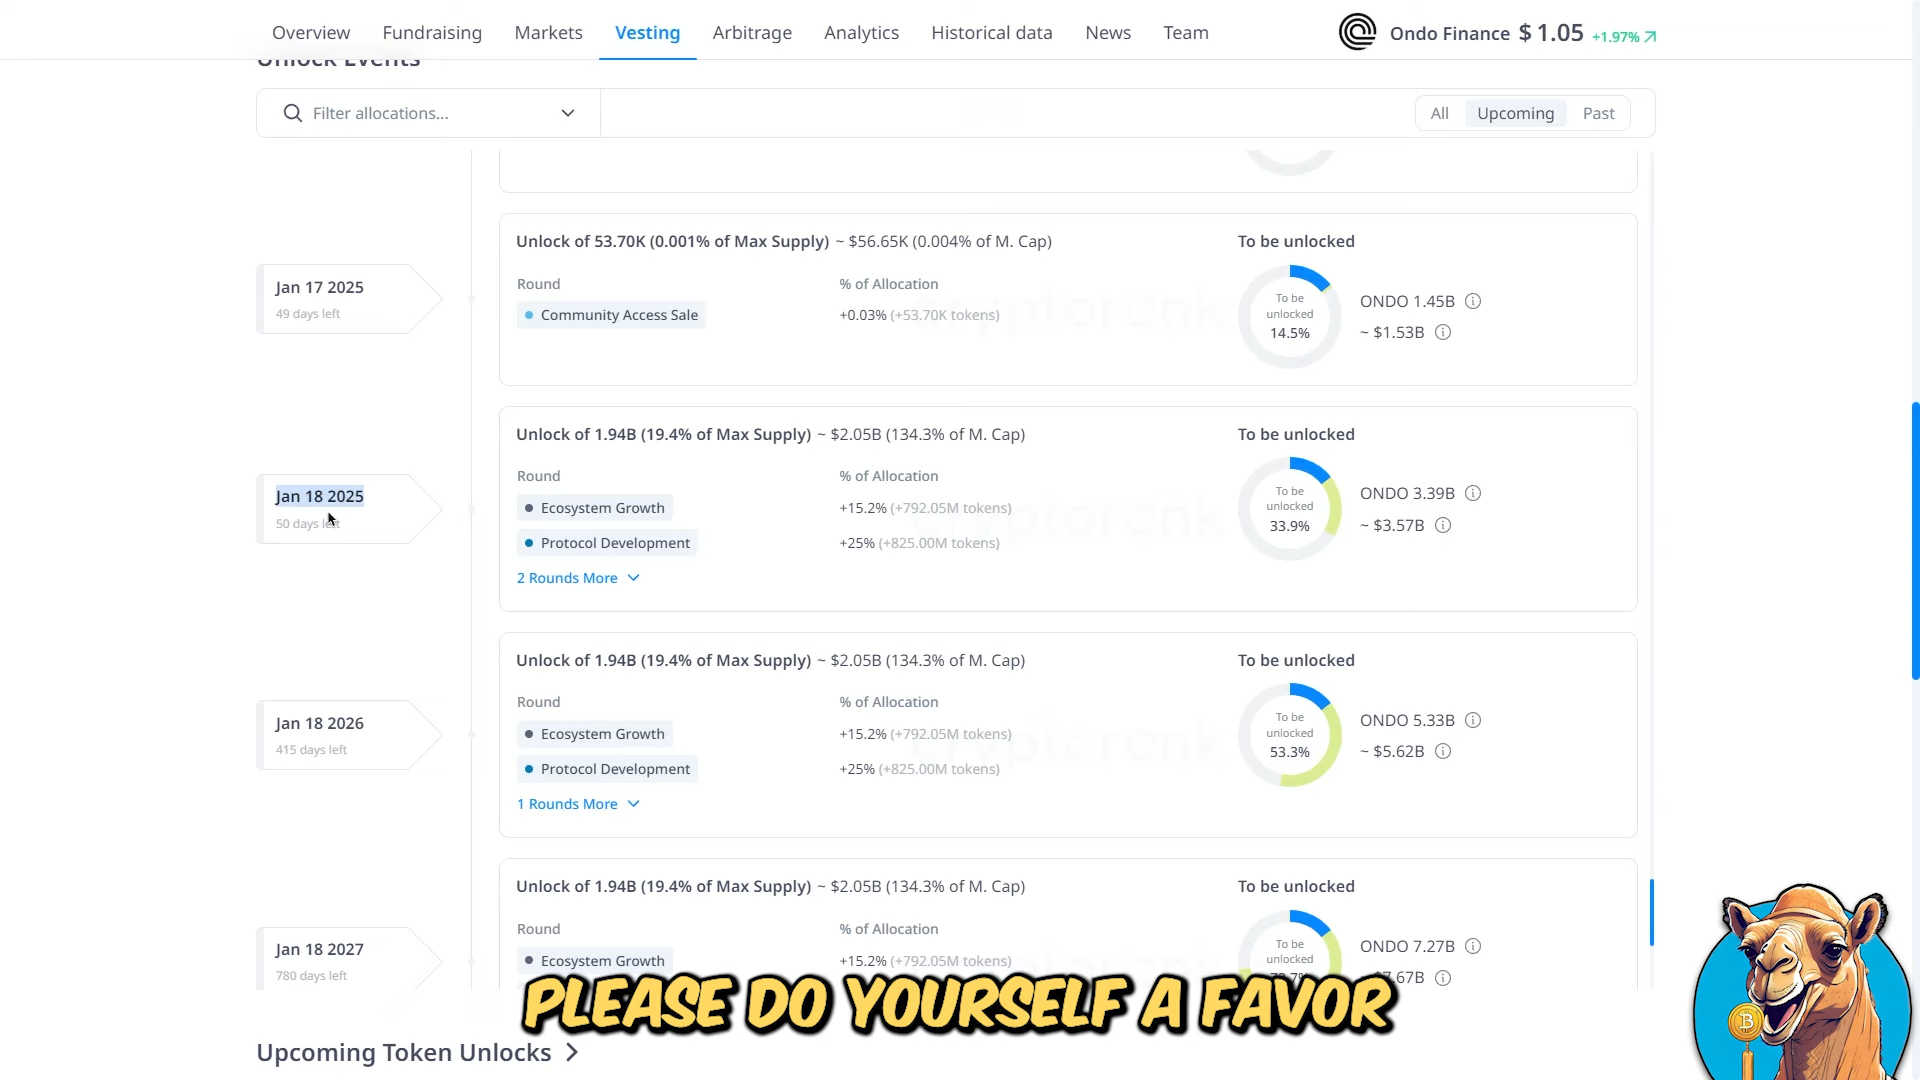 Overview Fundraising Markets Vesting Arbitrage Analytics Historical data News Team Ondo Finance $ 1.05 +1.97%
Unlock Events
Filter allocations... All Upcoming Past
Unlock of 53.70K (0.001% of Max Supply) ~ $56.65K (0.004% of M. Cap) To be unlocked
Jan 17 2025
49 days left
Round % of Allocation
Community Access Sale +0.03% (+53.70K tokens)
To be unlocked 14.5%
ONDO 1.45B
~ $1.53B
cryptorank
Unlock of 1.94B (19.4% of Max Supply) ~ $2.05B (134.3% of M. Cap) To be unlocked
Jan 18 2025
50 days left
Round % of Allocation
Ecosystem Growth +15.2% (+792.05M tokens)
Protocol Development +25% (+825.00M tokens)
2 Rounds More
To be unlocked 33.9%
ONDO 3.39B
~ $3.57B
cryptorank
Unlock of 1.94B (19.4% of Max Supply) ~ $2.05B (134.3% of M. Cap) To be unlocked
Jan 18 2026
415 days left
Round % of Allocation
Ecosystem Growth +15.2% (+792.05M tokens)
Protocol Development +25% (+825.00M tokens)
1 Rounds More
To be unlocked 53.3%
ONDO 5.33B
~ $5.62B
cryptorank
Unlock of 1.94B (19.4% of Max Supply) ~ $2.05B (134.3% of M. Cap) To be unlocked
Jan 18 2027
780 days left
Round % of Allocation
Ecosystem Growth +15.2% (+792.05M tokens)
To be unlocked
ONDO 7.27B
PLEASE DO YOURSELF A FAVOR
Upcoming Token Unlocks